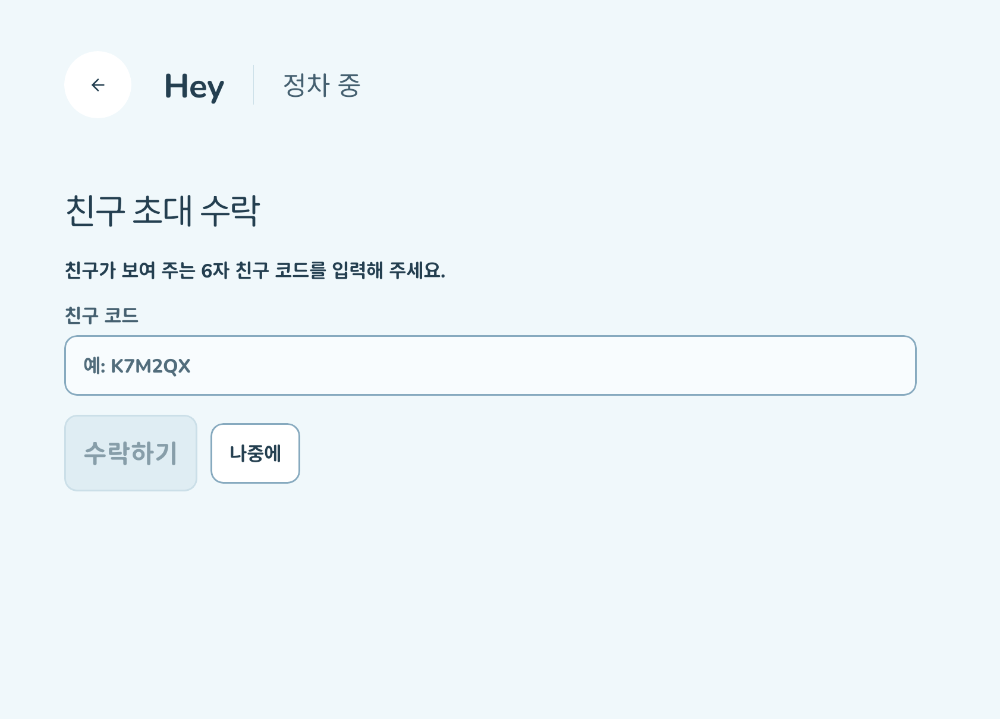 Hey 정차 중
친구 초대 수락
친구가 보여 주는 6자 친구 코드를 입력해 주세요.
친구 코드
예: K7M2QX
수락하기 나중에